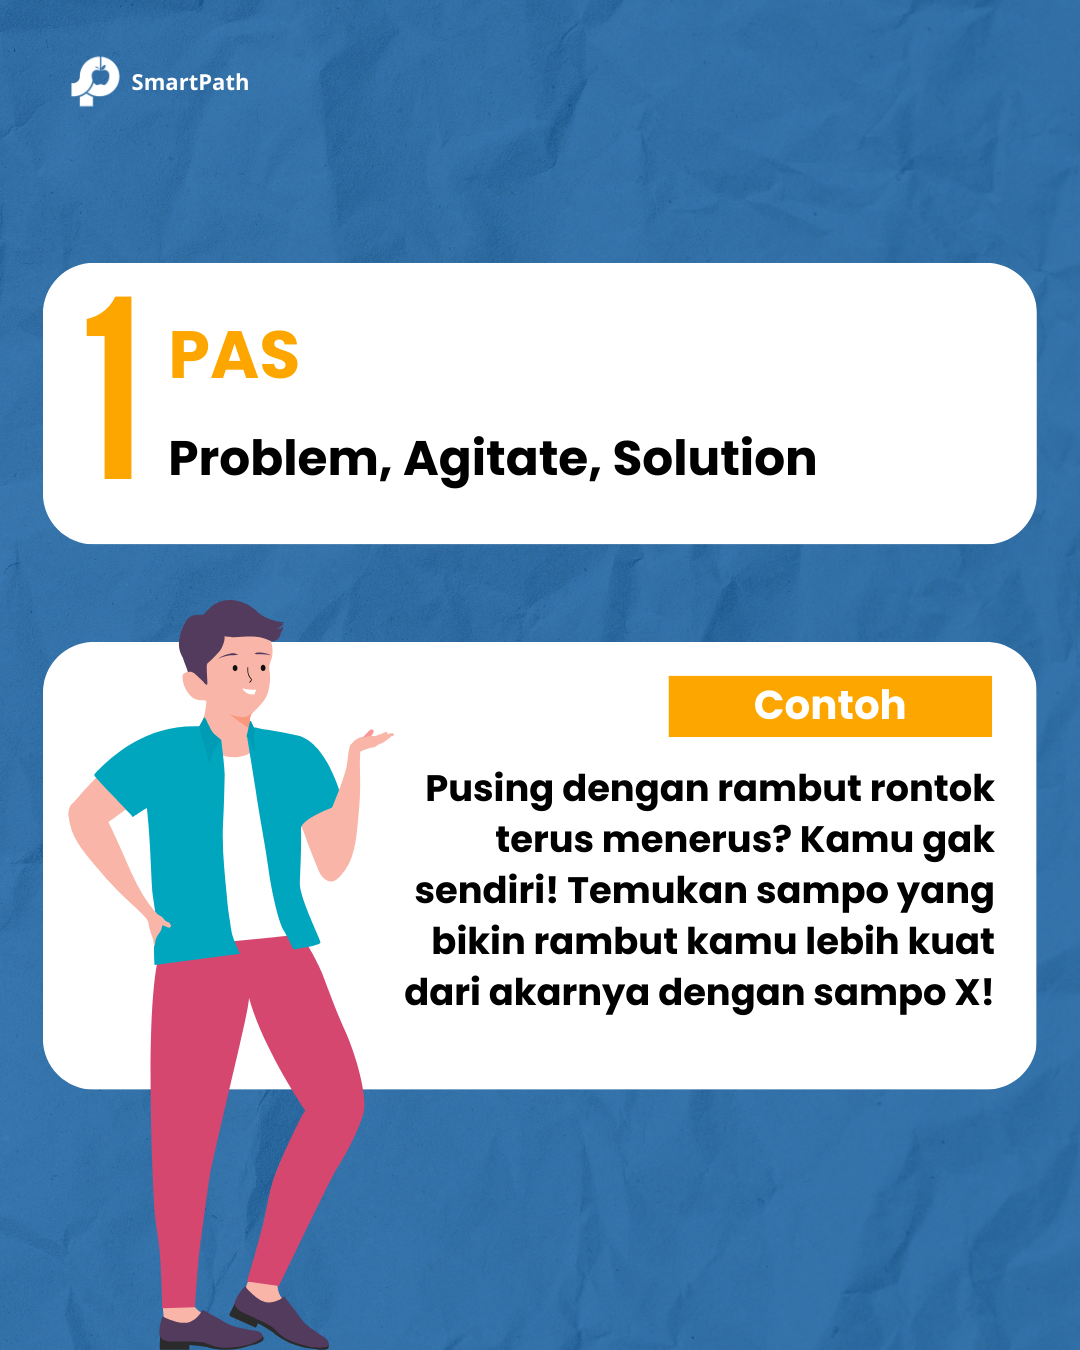 SmartPath
1
PAS
Problem, Agitate, Solution
Contoh
Pusing dengan rambut rontok
terus menerus? Kamu gak
sendiri! Temukan sampo yang
bikin rambut kamu lebih kuat
dari akarnya dengan sampo X!